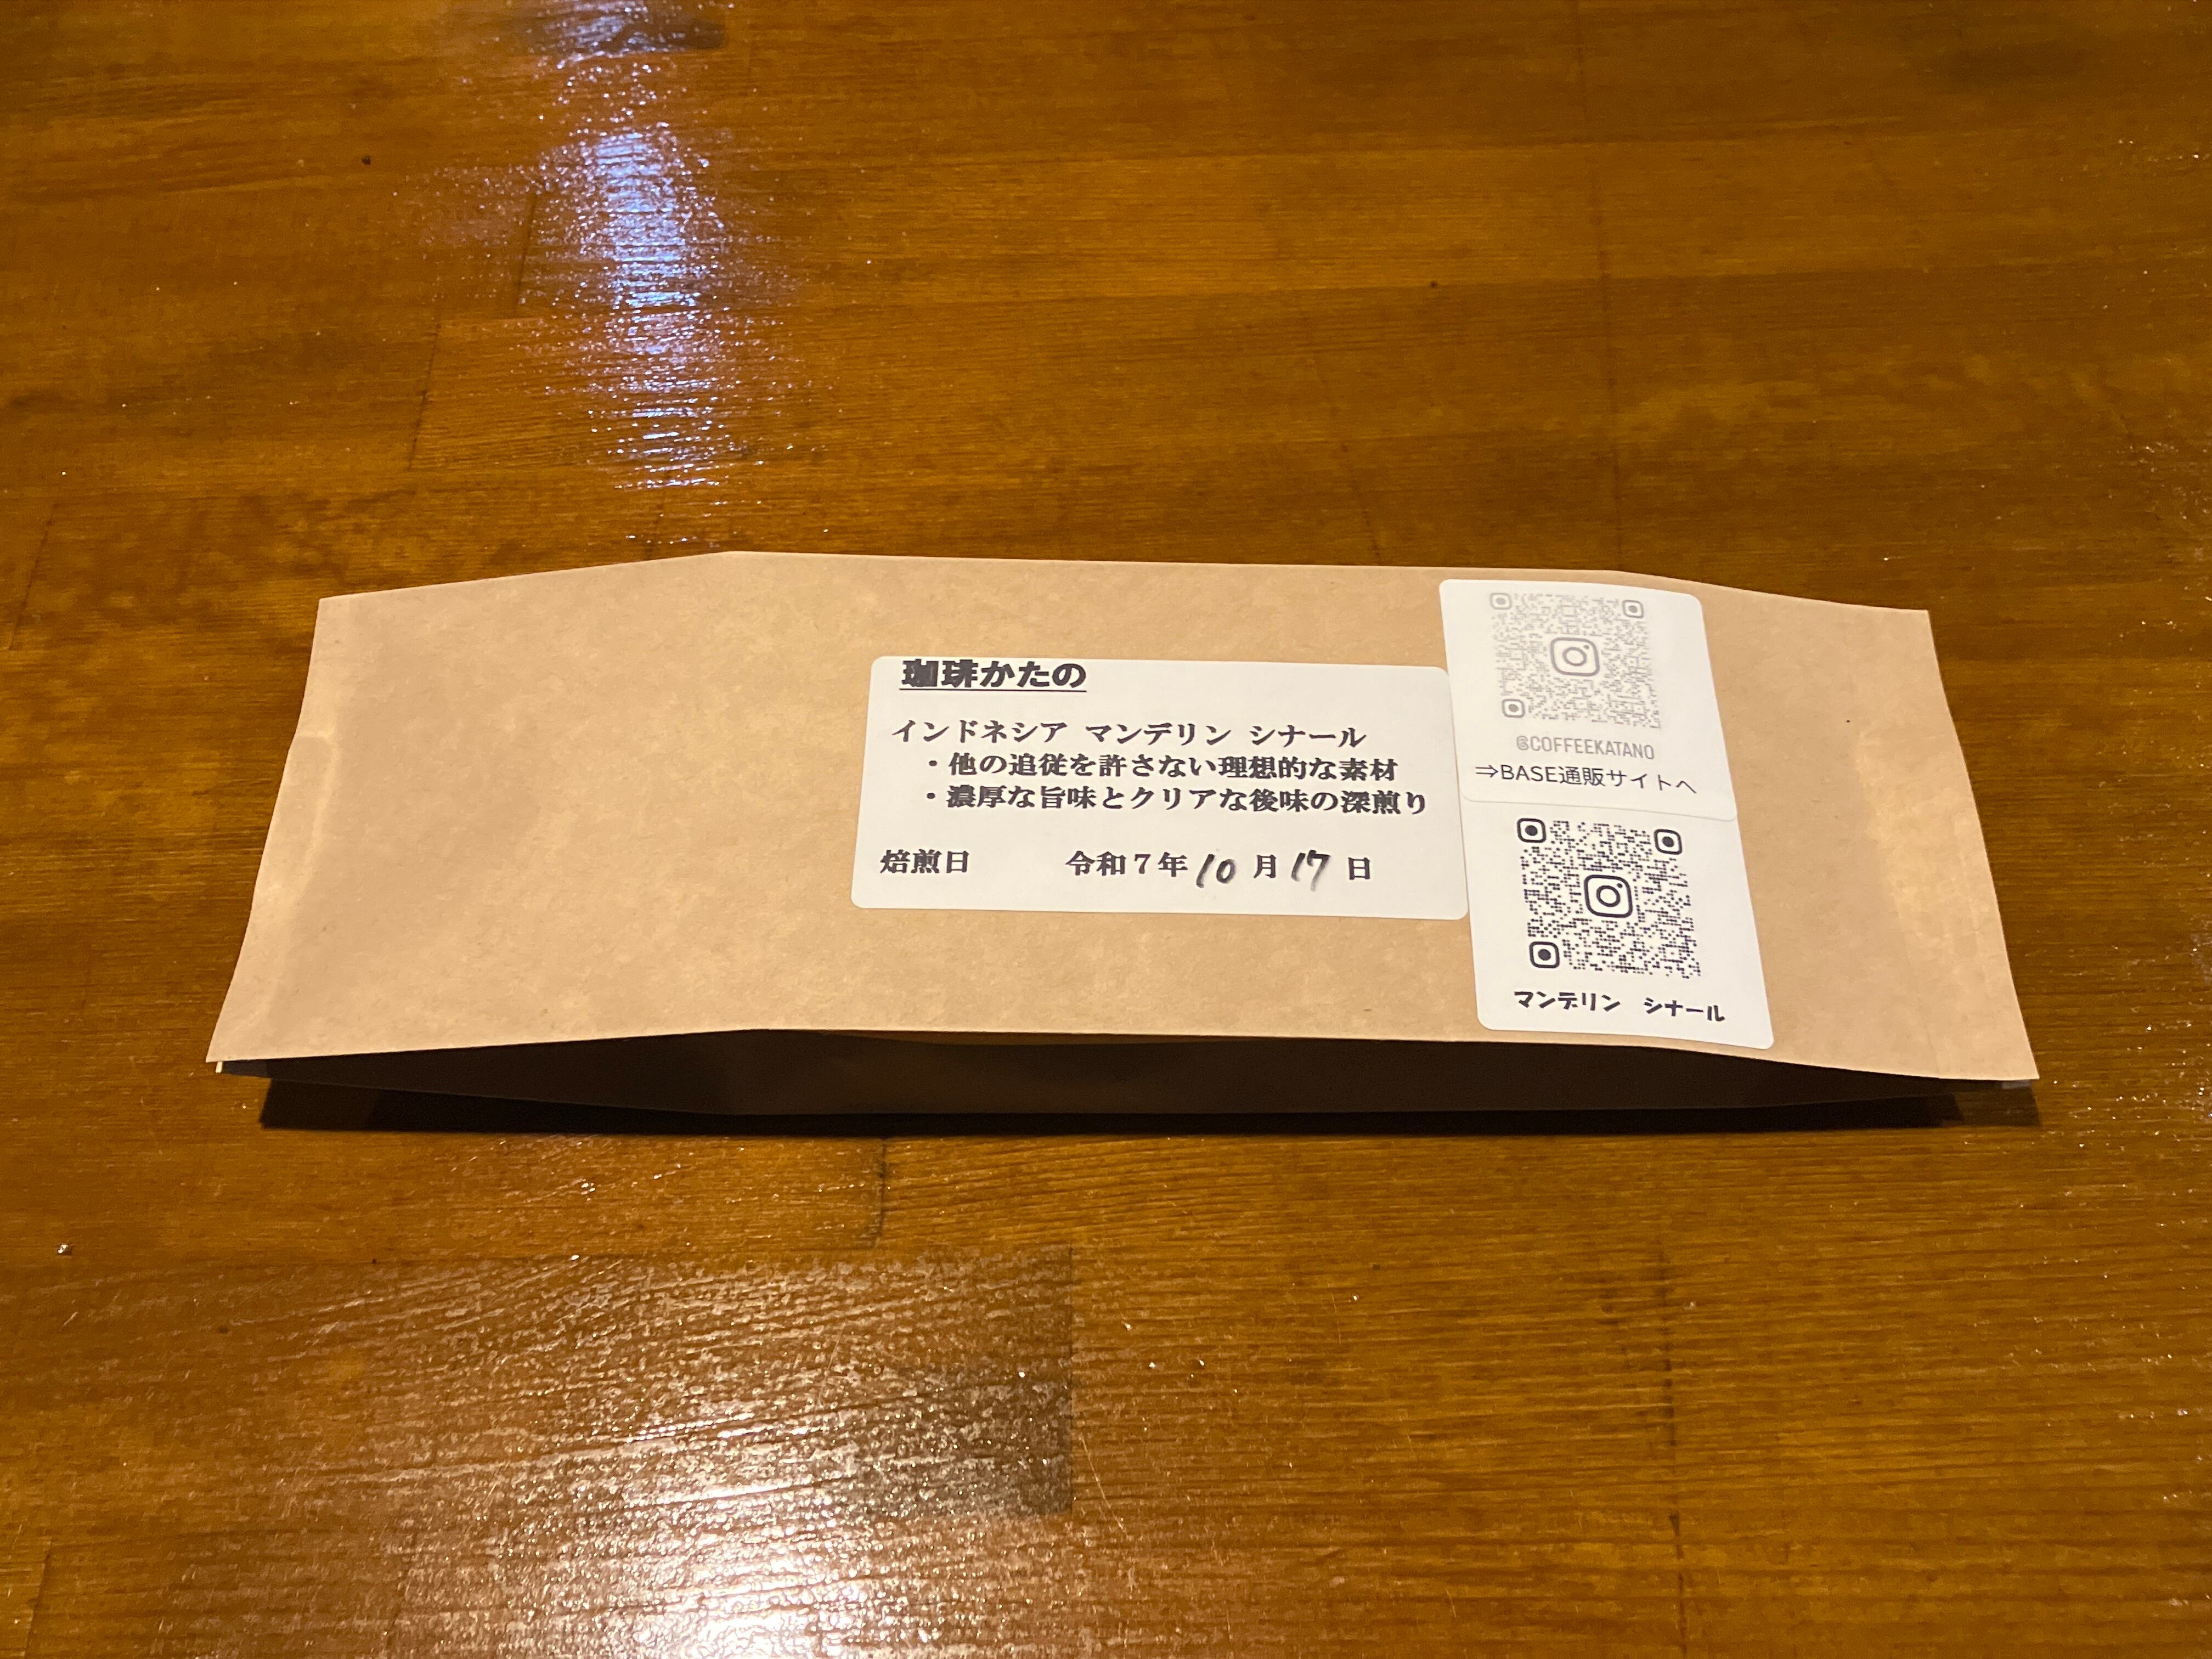 珈琲かたの
インドネシア マンデリン シナール
・他の追従を許さない理想的な素材
・濃厚な旨味とクリアな後味の深煎り
焙煎日 令和7年10月17日
@COFFEEKATANO
⇒BASE通販サイトへ
マンデリン シナール